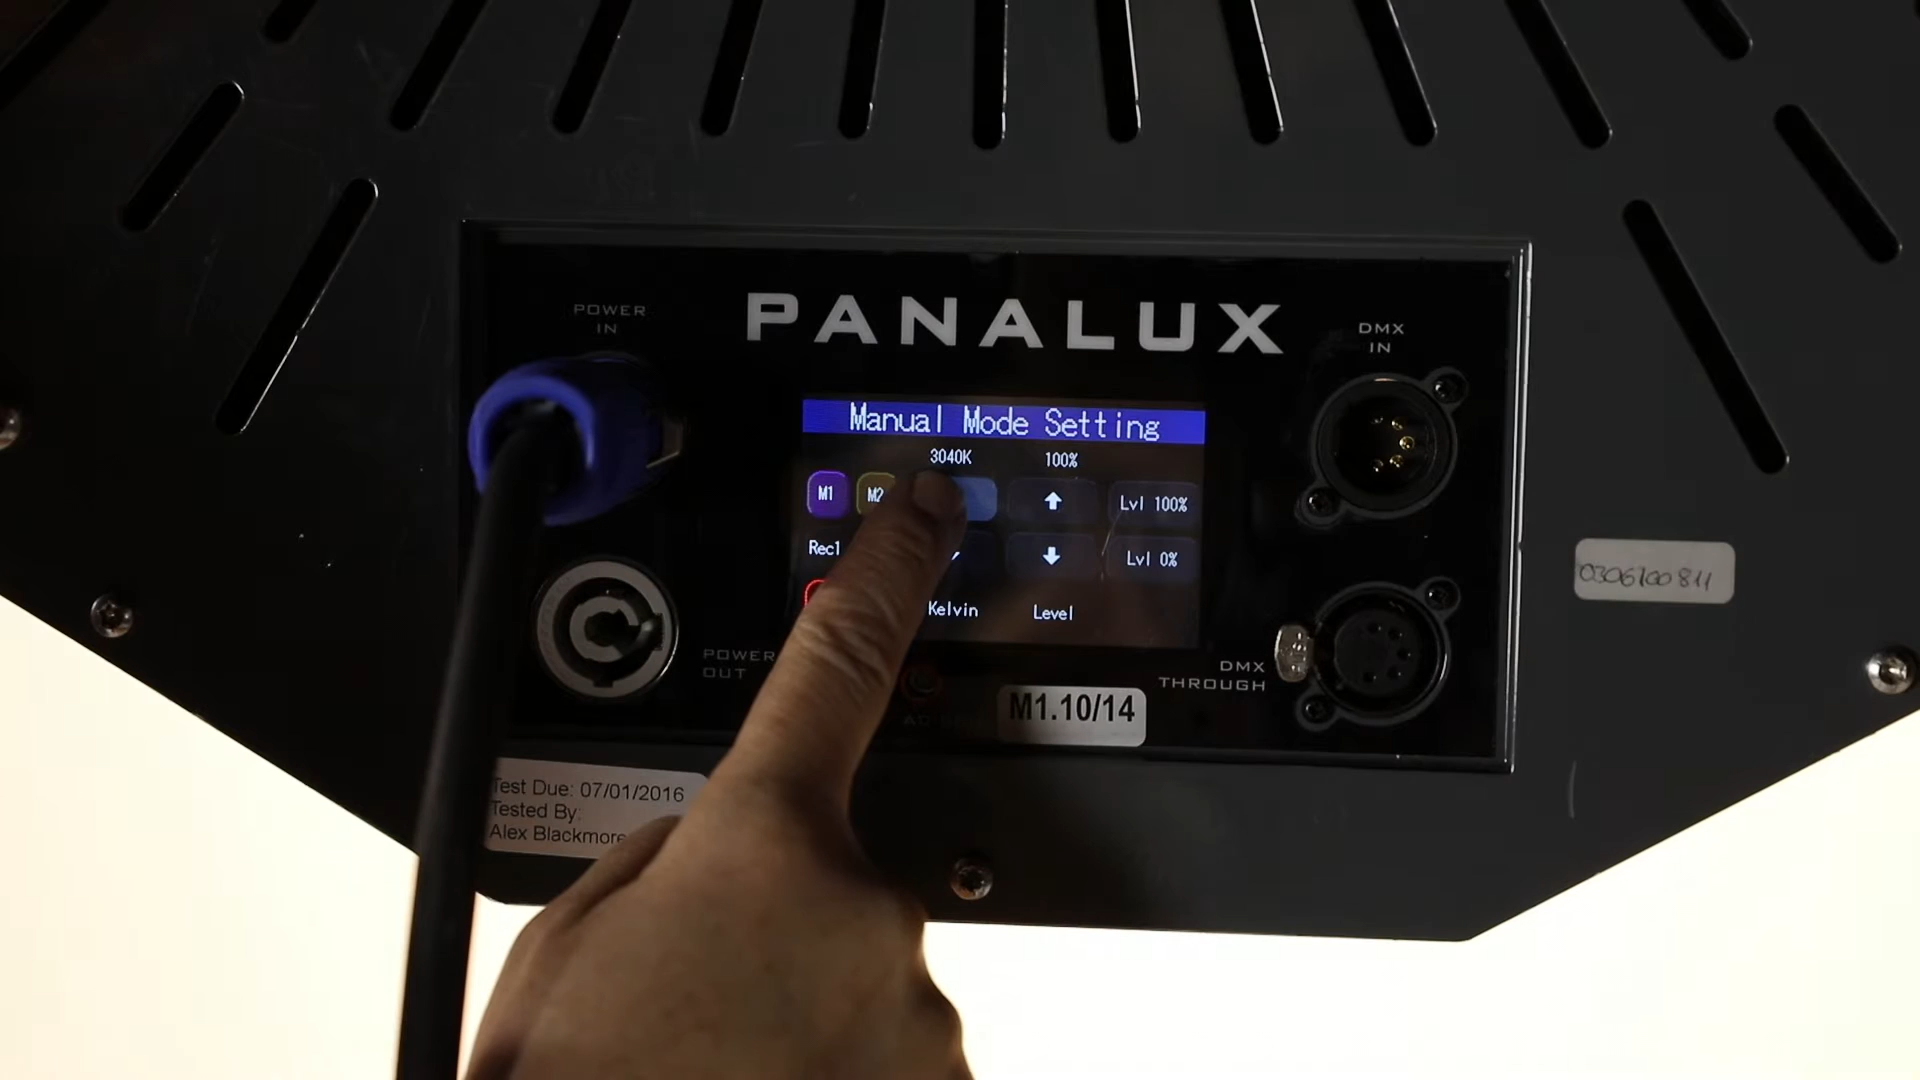 POWER
IN
PANALUX
DMX
IN
Manual Mode Setting
3040K
100%
M1
M2
Lvl 100%
Rec1
Lvl 0%
Kelvin
Level
POWER
OUT
DMX
THROUGH
M1.10/14
Test Due: 07/01/2016
Tested By:
Alex Blackmore